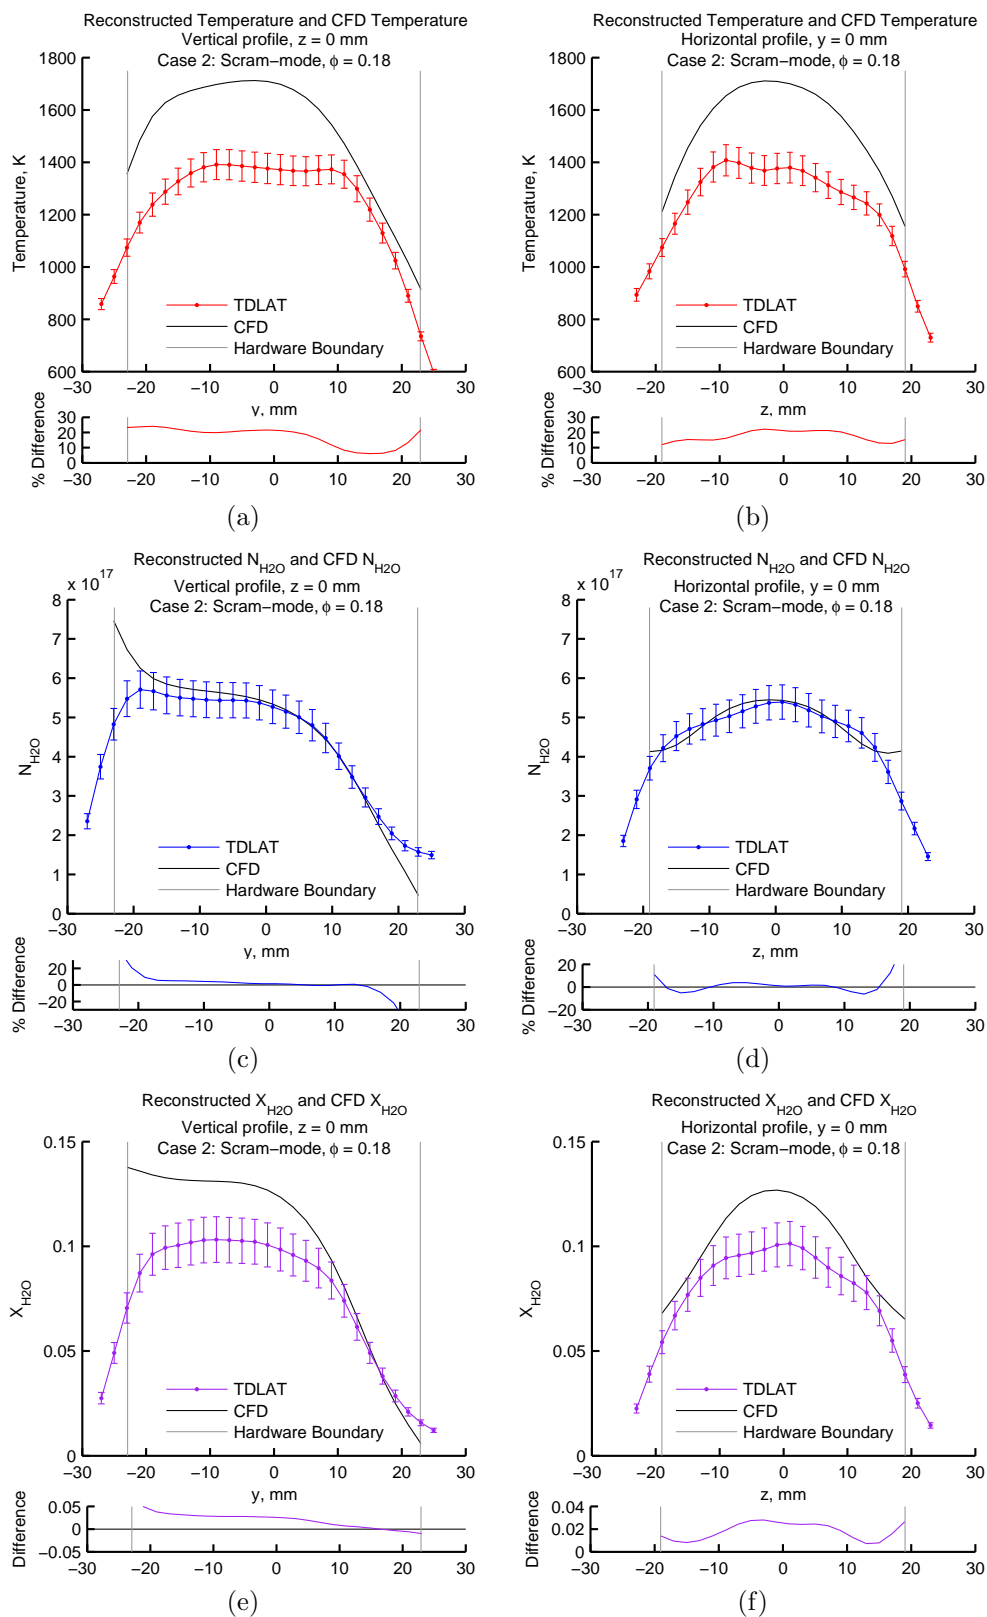 Reconstructed Temperature and CFD Temperature
Vertical profile, z = 0 mm
Case 2: Scram−mode, ϕ = 0.18
1800
1600
1400
1200
1000
800
600
Temperature, K
TDLAT
CFD
Hardware Boundary
−30 −20 −10 0 10 20 30
y, mm
% Difference
30
20
10
0
−30 −20 −10 0 10 20 30
(a)
Reconstructed Temperature and CFD Temperature
Horizontal profile, y = 0 mm
Case 2: Scram−mode, ϕ = 0.18
1800
1600
1400
1200
1000
800
600
Temperature, K
TDLAT
CFD
Hardware Boundary
−30 −20 −10 0 10 20 30
z, mm
% Difference
30
20
10
0
−30 −20 −10 0 10 20 30
(b)
Reconstructed N_H2O and CFD N_H2O
x 10^17
Vertical profile, z = 0 mm
Case 2: Scram−mode, ϕ = 0.18
8
7
6
5
4
3
2
1
0
N_H2O
TDLAT
CFD
Hardware Boundary
−30 −20 −10 0 10 20 30
y, mm
% Difference
20
0
−20
−30 −20 −10 0 10 20 30
(c)
Reconstructed N_H2O and CFD N_H2O
x 10^17
Horizontal profile, y = 0 mm
Case 2: Scram−mode, ϕ = 0.18
8
7
6
5
4
3
2
1
0
N_H2O
TDLAT
CFD
Hardware Boundary
−30 −20 −10 0 10 20 30
z, mm
% Difference
20
0
−20
−30 −20 −10 0 10 20 30
(d)
Reconstructed X_H2O and CFD X_H2O
Vertical profile, z = 0 mm
Case 2: Scram−mode, ϕ = 0.18
0.15
0.1
0.05
0
X_H2O
TDLAT
CFD
Hardware Boundary
−30 −20 −10 0 10 20 30
y, mm
Difference
0.05
0
−0.05
−30 −20 −10 0 10 20 30
(e)
Reconstructed X_H2O and CFD X_H2O
Horizontal profile, y = 0 mm
Case 2: Scram−mode, ϕ = 0.18
0.15
0.1
0.05
0
X_H2O
TDLAT
CFD
Hardware Boundary
−30 −20 −10 0 10 20 30
z, mm
Difference
0.04
0.02
0
−30 −20 −10 0 10 20 30
(f)